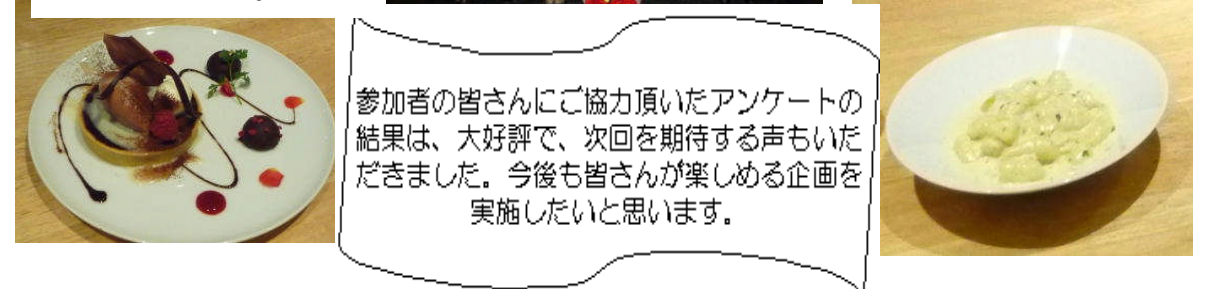 参加者の皆さんにご協力頂いたアンケートの
結果は、大好評で、次回を期待する声もいた
だきました。今後も皆さんが楽しめる企画を
実施したいと思います。